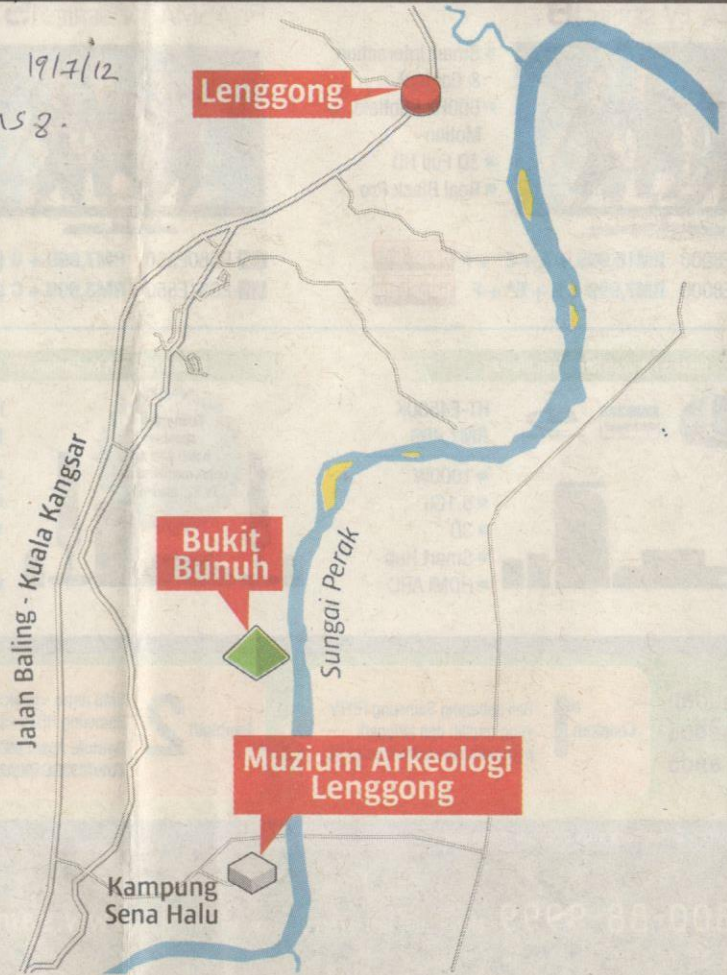 19/7/12
Lenggong
Jalan Baling - Kuala Kangsar
Bukit
Bunuh
Sungai Perak
Muzium Arkeologi
Lenggong
Kampung
Sena Halu